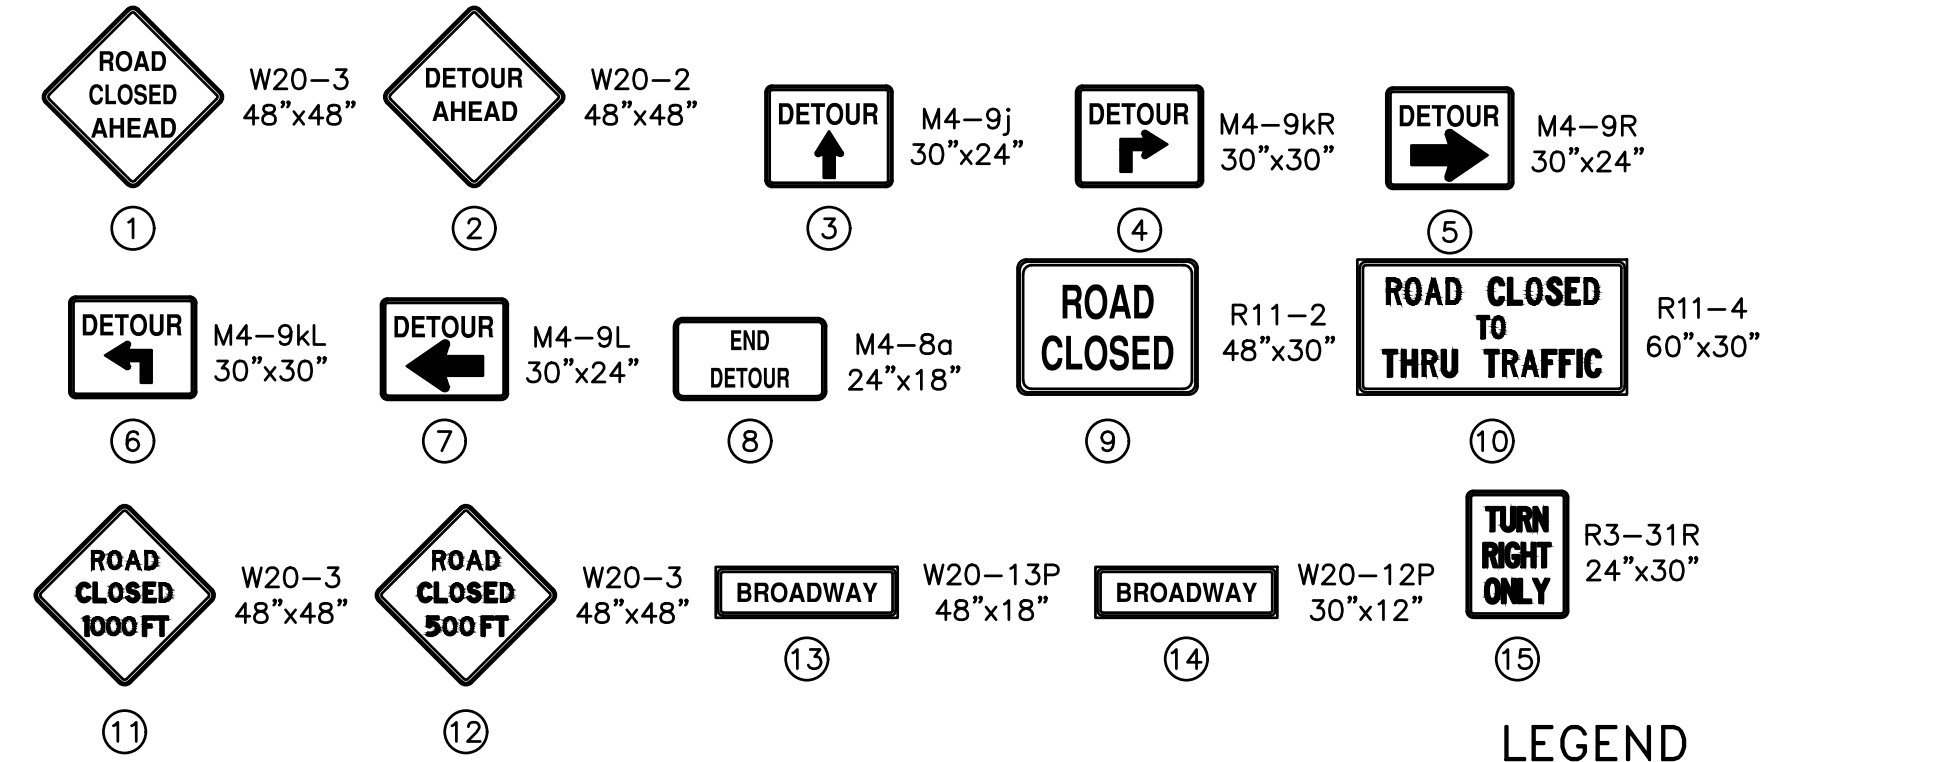 ROAD
CLOSED
AHEAD
W20-3
48"x48"
1
DETOUR
AHEAD
W20-2
48"x48"
2
DETOUR
M4-9j
30"x24"
3
DETOUR
M4-9kR
30"x30"
4
DETOUR
M4-9R
30"x24"
5
DETOUR
M4-9kL
30"x30"
6
DETOUR
M4-9L
30"x24"
7
END
DETOUR
M4-8a
24"x18"
8
ROAD
CLOSED
R11-2
48"x30"
9
ROAD CLOSED
TO
THRU TRAFFIC
R11-4
60"x30"
10
ROAD
CLOSED
1000 FT
W20-3
48"x48"
11
ROAD
CLOSED
500 FT
W20-3
48"x48"
12
BROADWAY
W20-13P
48"x18"
13
BROADWAY
W20-12P
30"x12"
14
TURN
RIGHT
ONLY
R3-31R
24"x30"
15
LEGEND